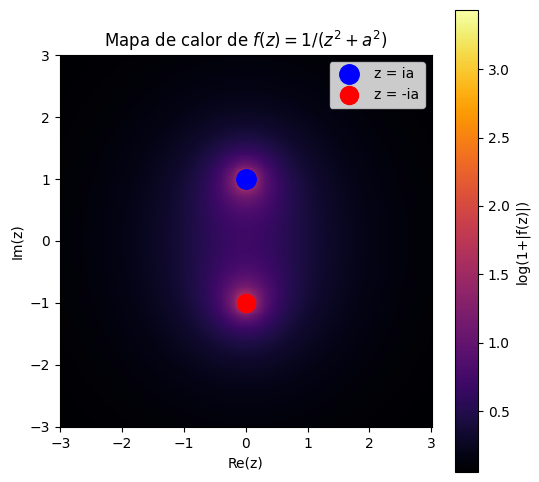 Mapa de calor de f(z) = 1/(z² + a²)
z = ia
z = -ia
3
2
1
0
−1
−2
−3
Im(z)
−3 −2 −1 0 1 2 3
Re(z)
3.0
2.5
2.0
1.5
1.0
0.5
log(1+|f(z)|)